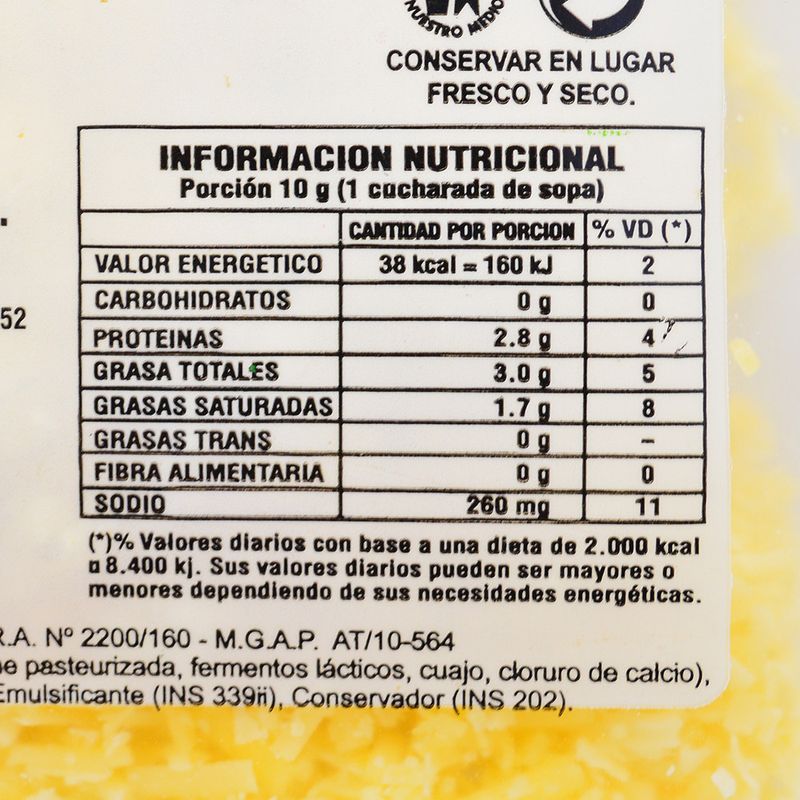 NUESTRO MEDIO
CONSERVAR EN LUGAR
FRESCO Y SECO.
INFORMACION NUTRICIONAL
Porción 10 g (1 cucharada de sopa)
CANTIDAD POR PORCION % VD (*)
VALOR ENERGETICO 38 kcal = 160 kJ 2
CARBOHIDRATOS 0 g 0
52
PROTEINAS 2.8 g 4
GRASA TOTALES 3.0 g 5
GRASAS SATURADAS 1.7 g 8
GRASAS TRANS 0 g –
FIBRA ALIMENTARIA 0 g 0
SODIO 260 mg 11
(*)% Valores diarios con base a una dieta de 2.000 kcal
a 8.400 kj. Sus valores diarios pueden ser mayores o
menores dependiendo de sus necesidades energéticas.
R.A. Nº 2200/160 - M.G.A.P. AT/10-564
pasteurizada, fermentos lácticos, cuajo, cloruro de calcio),
Emulsificante (INS 339ii), Conservador (INS 202).